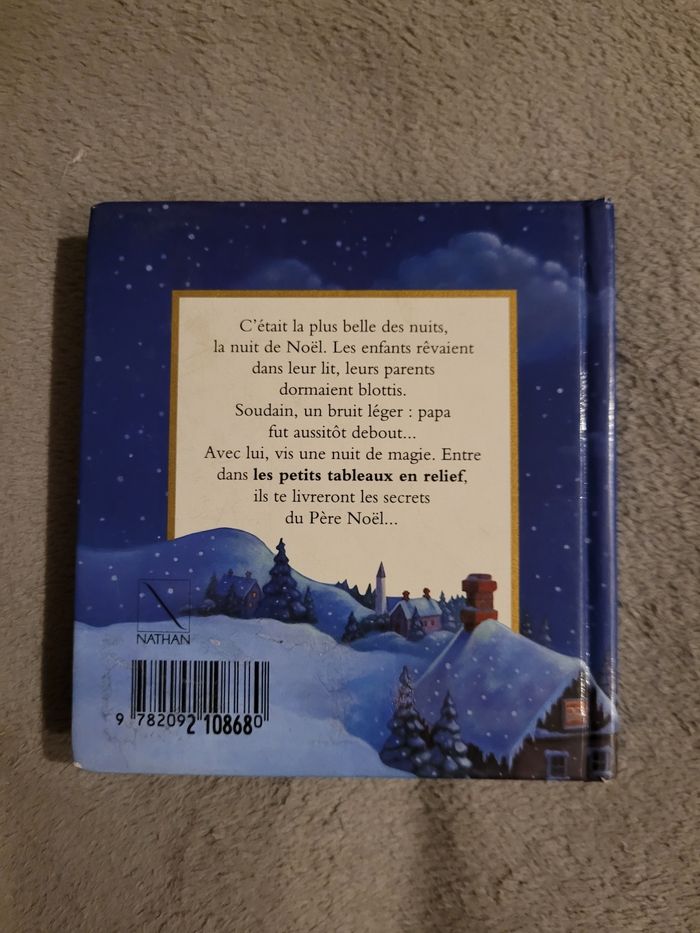 C'était la plus belle des nuits,
la nuit de Noël. Les enfants rêvaient
dans leur lit, leurs parents
dormaient blottis.
Soudain, un bruit léger : papa
fut aussitôt debout...
Avec lui, vis une nuit de magie. Entre
dans les petits tableaux en relief,
ils te livreront les secrets
du Père Noël...
NATHAN
9 782092 108680